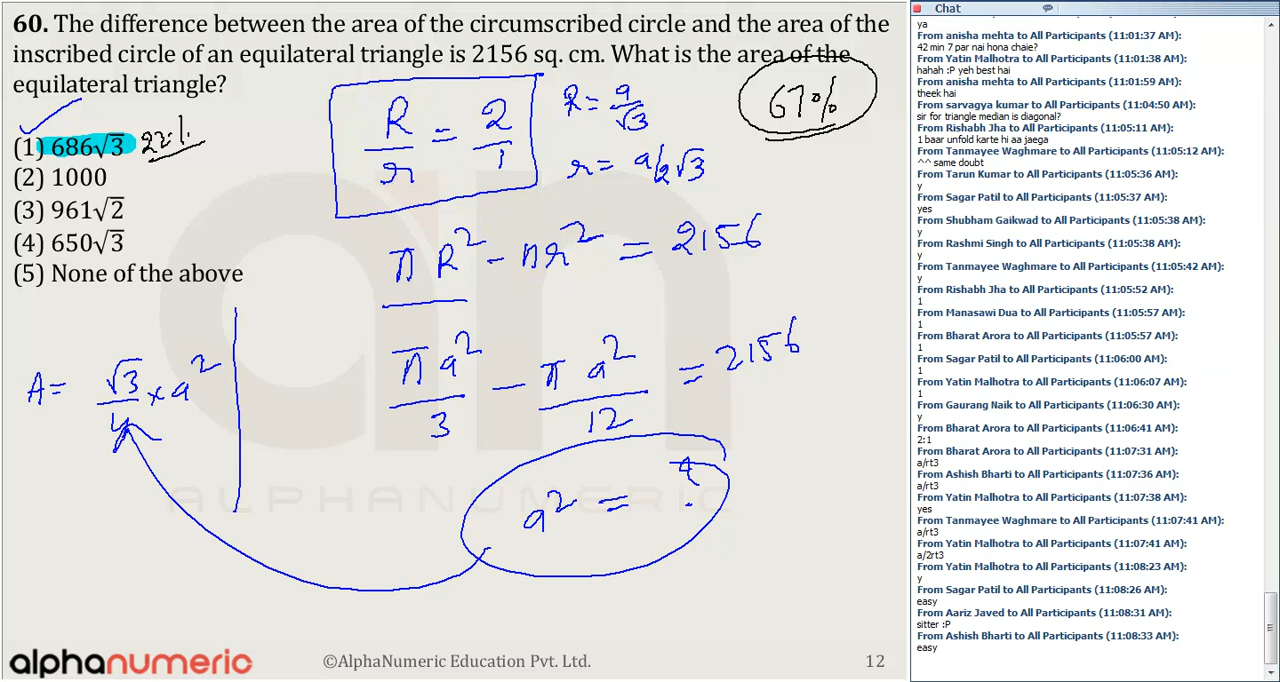 60. The difference between the area of the circumscribed circle and the area of the
inscribed circle of an equilateral triangle is 2156 sq. cm. What is the area of the
equilateral triangle?
(1) 686√3 22%
(2) 1000
(3) 961√2
(4) 650√3
(5) None of the above
67%
R/r = 2/1
R = a/√3
r = a/2√3
πR² - πr² = 2156
πa²/3 - πa²/12 = 2156
A = √3/4 × a²
a² =
ALPHANUMERIC
alphanumeric
©AlphaNumeric Education Pvt. Ltd.
12
Chat
ya
From anisha mehta to All Participants (11:01:37 AM):
42 min 7 par nai hona chaie?
From Yatin Malhotra to All Participants (11:01:38 AM):
hahah :P yeh best hai
From anisha mehta to All Participants (11:01:59 AM):
theek hai
From sarvagya kumar to All Participants (11:04:50 AM):
sir for triangle median is diagonal?
From Rishabh Jha to All Participants (11:05:11 AM):
1 baar unfold karte hi aa jaega
From Tanmayee Waghmare to All Participants (11:05:12 AM):
^^ same doubt
From Tarun Kumar to All Participants (11:05:36 AM):
y
From Sagar Patil to All Participants (11:05:37 AM):
yes
From Shubham Gaikwad to All Participants (11:05:38 AM):
y
From Rashmi Singh to All Participants (11:05:38 AM):
y
From Tanmayee Waghmare to All Participants (11:05:42 AM):
y
From Rishabh Jha to All Participants (11:05:52 AM):
1
From Manasawi Dua to All Participants (11:05:57 AM):
1
From Bharat Arora to All Participants (11:05:57 AM):
1
From Sagar Patil to All Participants (11:06:00 AM):
1
From Yatin Malhotra to All Participants (11:06:07 AM):
1
From Gaurang Naik to All Participants (11:06:30 AM):
y
From Bharat Arora to All Participants (11:06:41 AM):
2:1
From Bharat Arora to All Participants (11:07:31 AM):
a/rt3
From Ashish Bharti to All Participants (11:07:36 AM):
a/rt3
From Yatin Malhotra to All Participants (11:07:38 AM):
yes
From Tanmayee Waghmare to All Participants (11:07:41 AM):
a/rt3
From Yatin Malhotra to All Participants (11:07:41 AM):
a/2rt3
From Yatin Malhotra to All Participants (11:08:23 AM):
y
From Sagar Patil to All Participants (11:08:26 AM):
easy
From Aariz Javed to All Participants (11:08:31 AM):
sitter :P
From Ashish Bharti to All Participants (11:08:33 AM):
easy